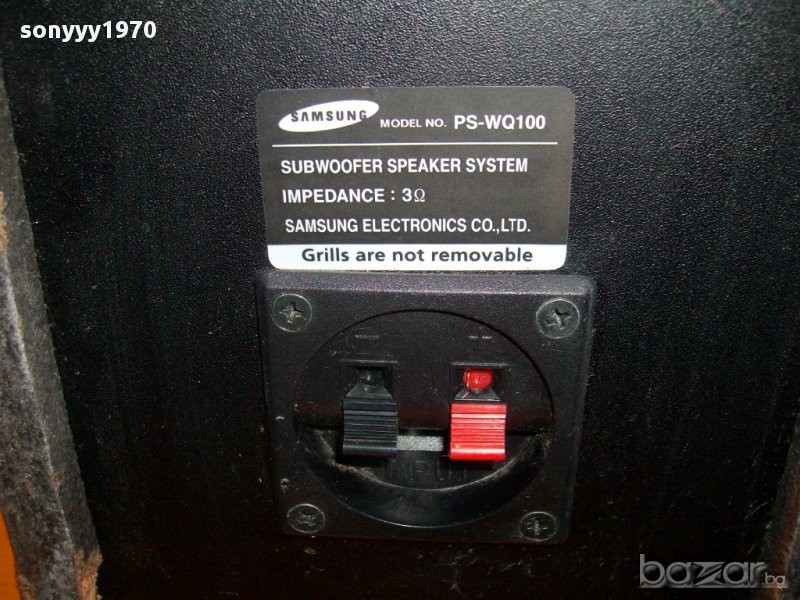 sonyyy1970
SAMSUNG MODEL NO. PS-WQ100
SUBWOOFER SPEAKER SYSTEM
IMPEDANCE : 3Ω
SAMSUNG ELECTRONICS CO.,LTD.
Grills are not removable
- +
INPUT
bazar.bg